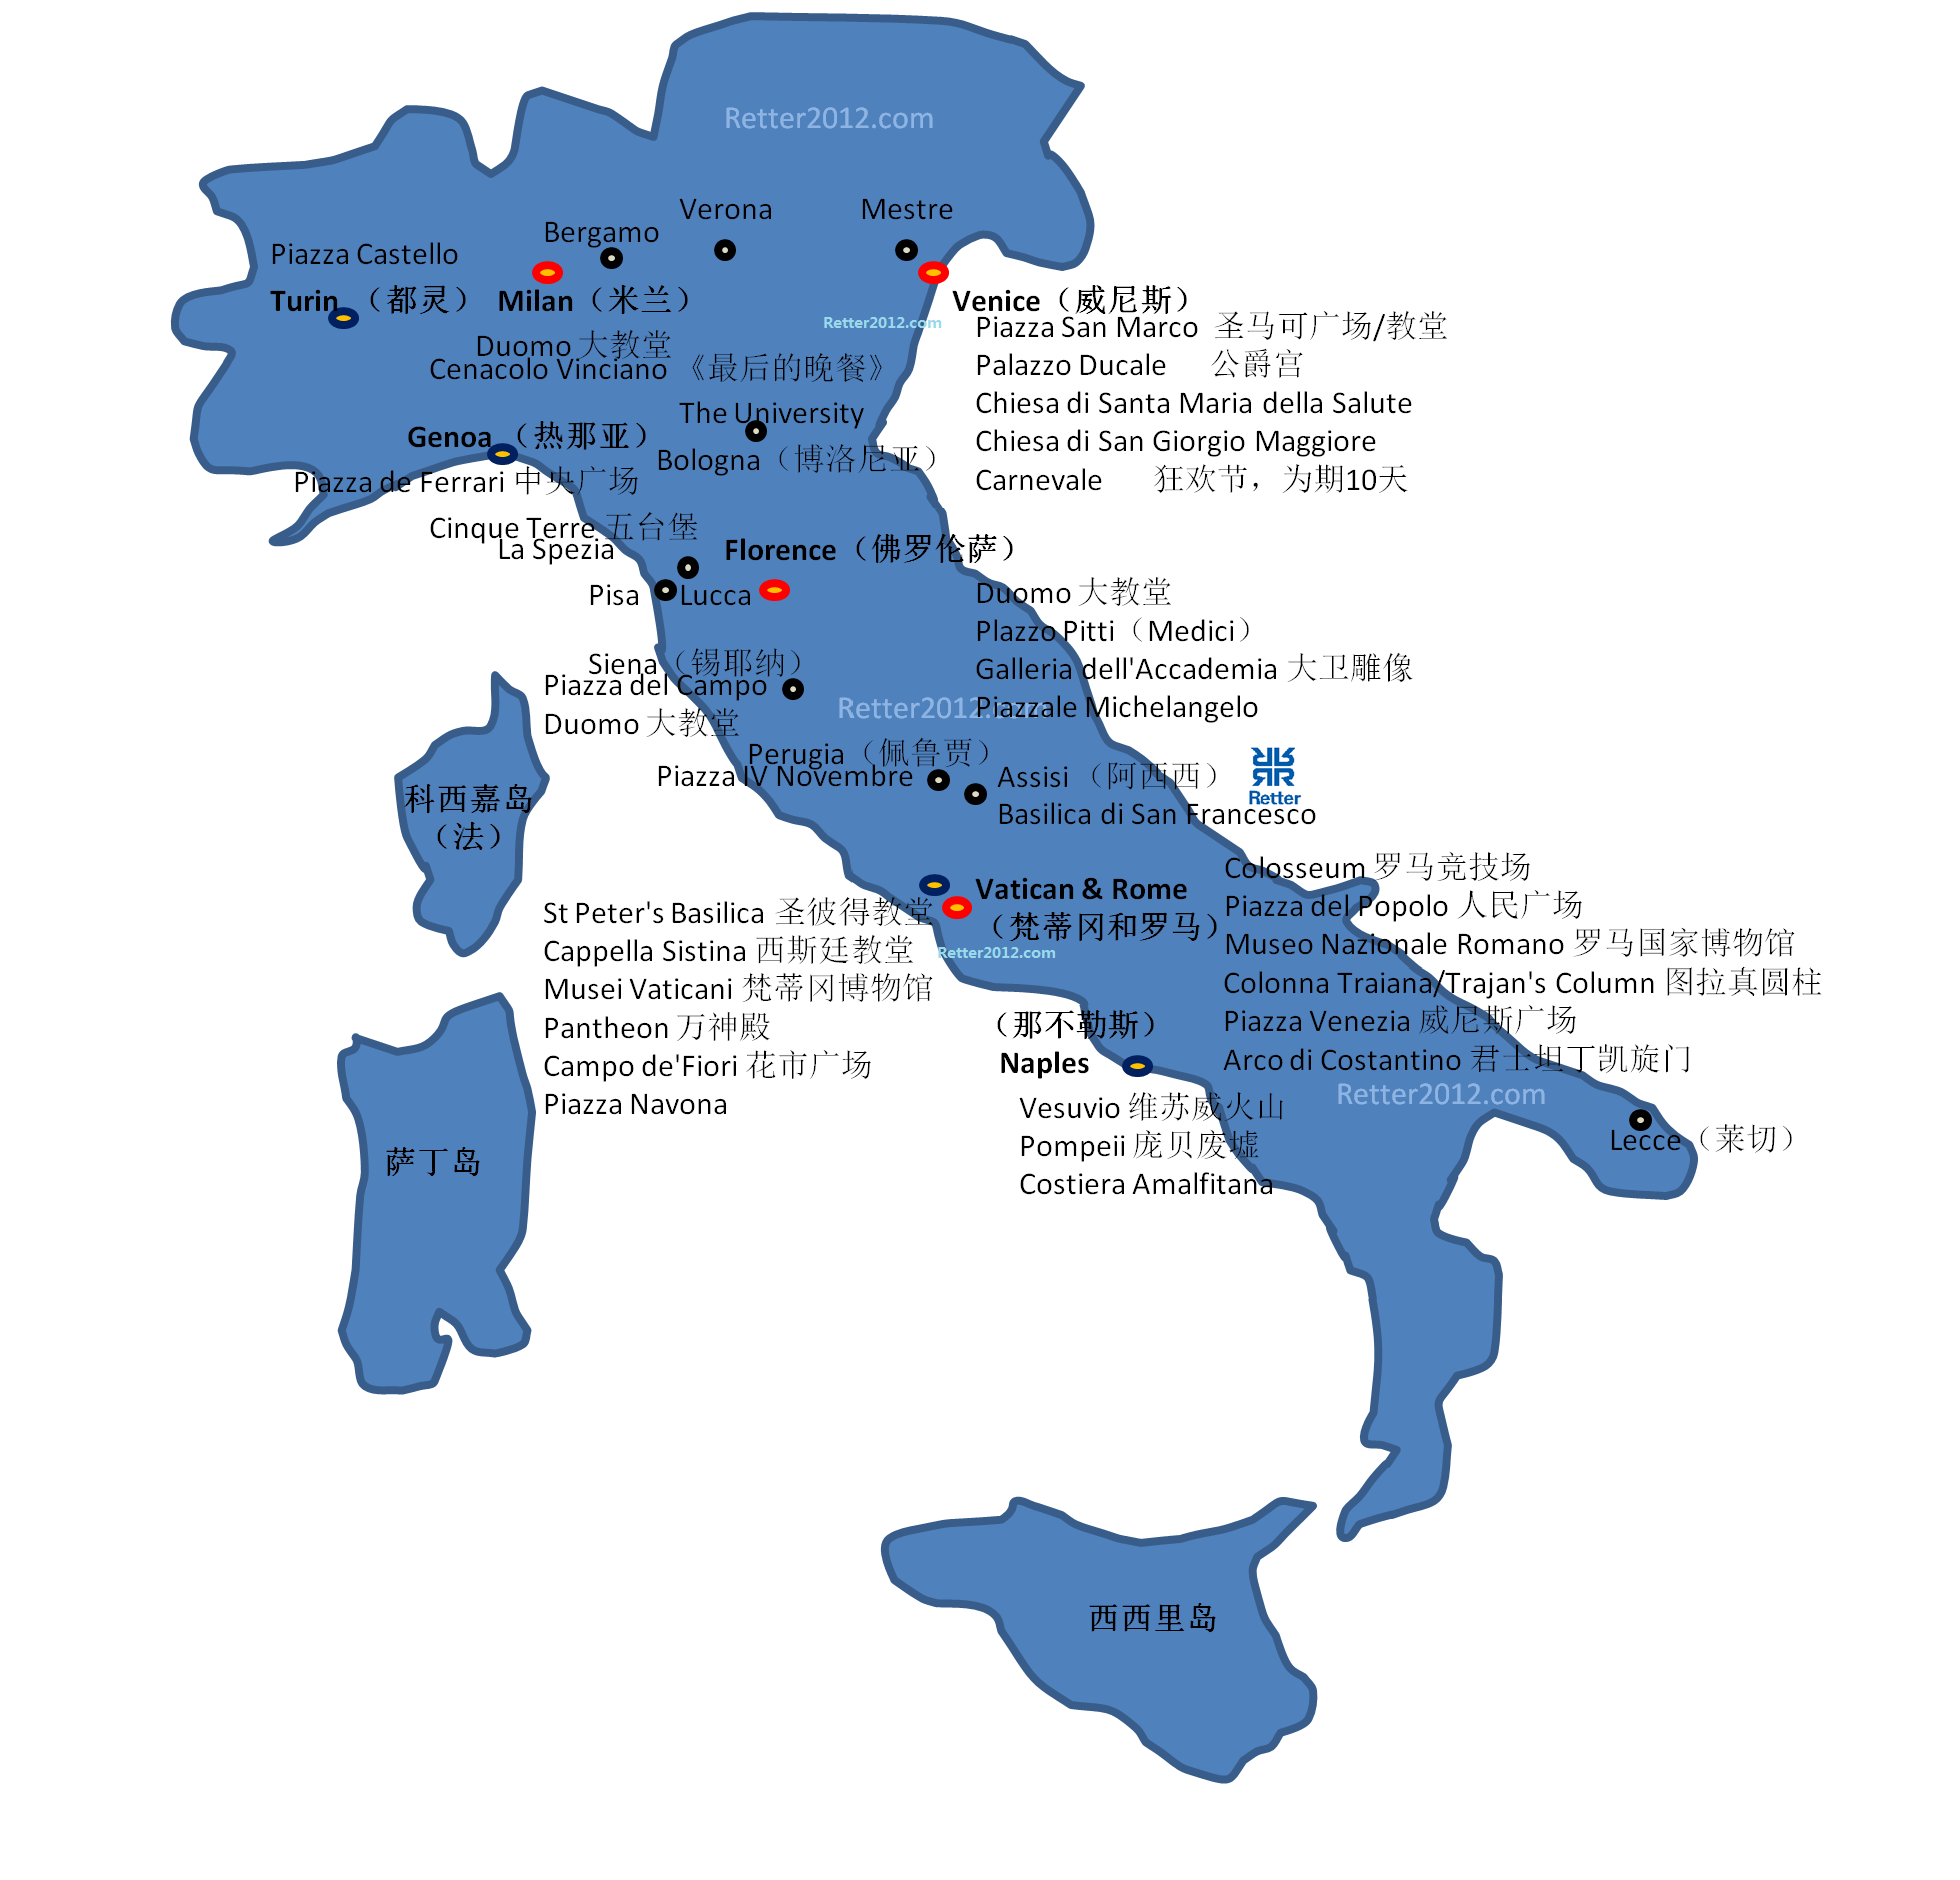 Retter2012.com
Verona
Mestre
Bergamo
Piazza Castello
Turin （都灵）
Milan（米兰）
Venice（威尼斯）
Retter2012.com
Piazza San Marco 圣马可广场/教堂
Palazzo Ducale 公爵宫
Chiesa di Santa Maria della Salute
Chiesa di San Giorgio Maggiore
Carnevale 狂欢节，为期10天
Duomo 大教堂
Cenacolo Vinciano 《最后的晚餐》
The University
Bologna（博洛尼亚）
Genoa （热那亚）
Piazza de Ferrari 中央广场
Cinque Terre 五台堡
La Spezia
Florence（佛罗伦萨）
Pisa
Lucca
Duomo 大教堂
Plazzo Pitti（Medici）
Galleria dell'Accademia 大卫雕像
Piazzale Michelangelo
Siena（锡耶纳）
Piazza del Campo
Duomo 大教堂
Retter2012.com
Perugia（佩鲁贾）
Piazza IV Novembre
Assisi （阿西西）
Basilica di San Francesco
Retter
科西嘉岛
（法）
Vatican & Rome
（梵蒂冈和罗马）
Retter2012.com
St Peter's Basilica 圣彼得教堂
Cappella Sistina 西斯廷教堂
Musei Vaticani 梵蒂冈博物馆
Pantheon 万神殿
Campo de'Fiori 花市广场
Piazza Navona
Colosseum 罗马竞技场
Piazza del Popolo 人民广场
Museo Nazionale Romano 罗马国家博物馆
Colonna Traiana/Trajan's Column 图拉真圆柱
Piazza Venezia 威尼斯广场
Arco di Costantino 君士坦丁凯旋门
Retter2012.com
（那不勒斯）
Naples
Vesuvio 维苏威火山
Pompeii 庞贝废墟
Costiera Amalfitana
Lecce（莱切）
萨丁岛
西西里岛